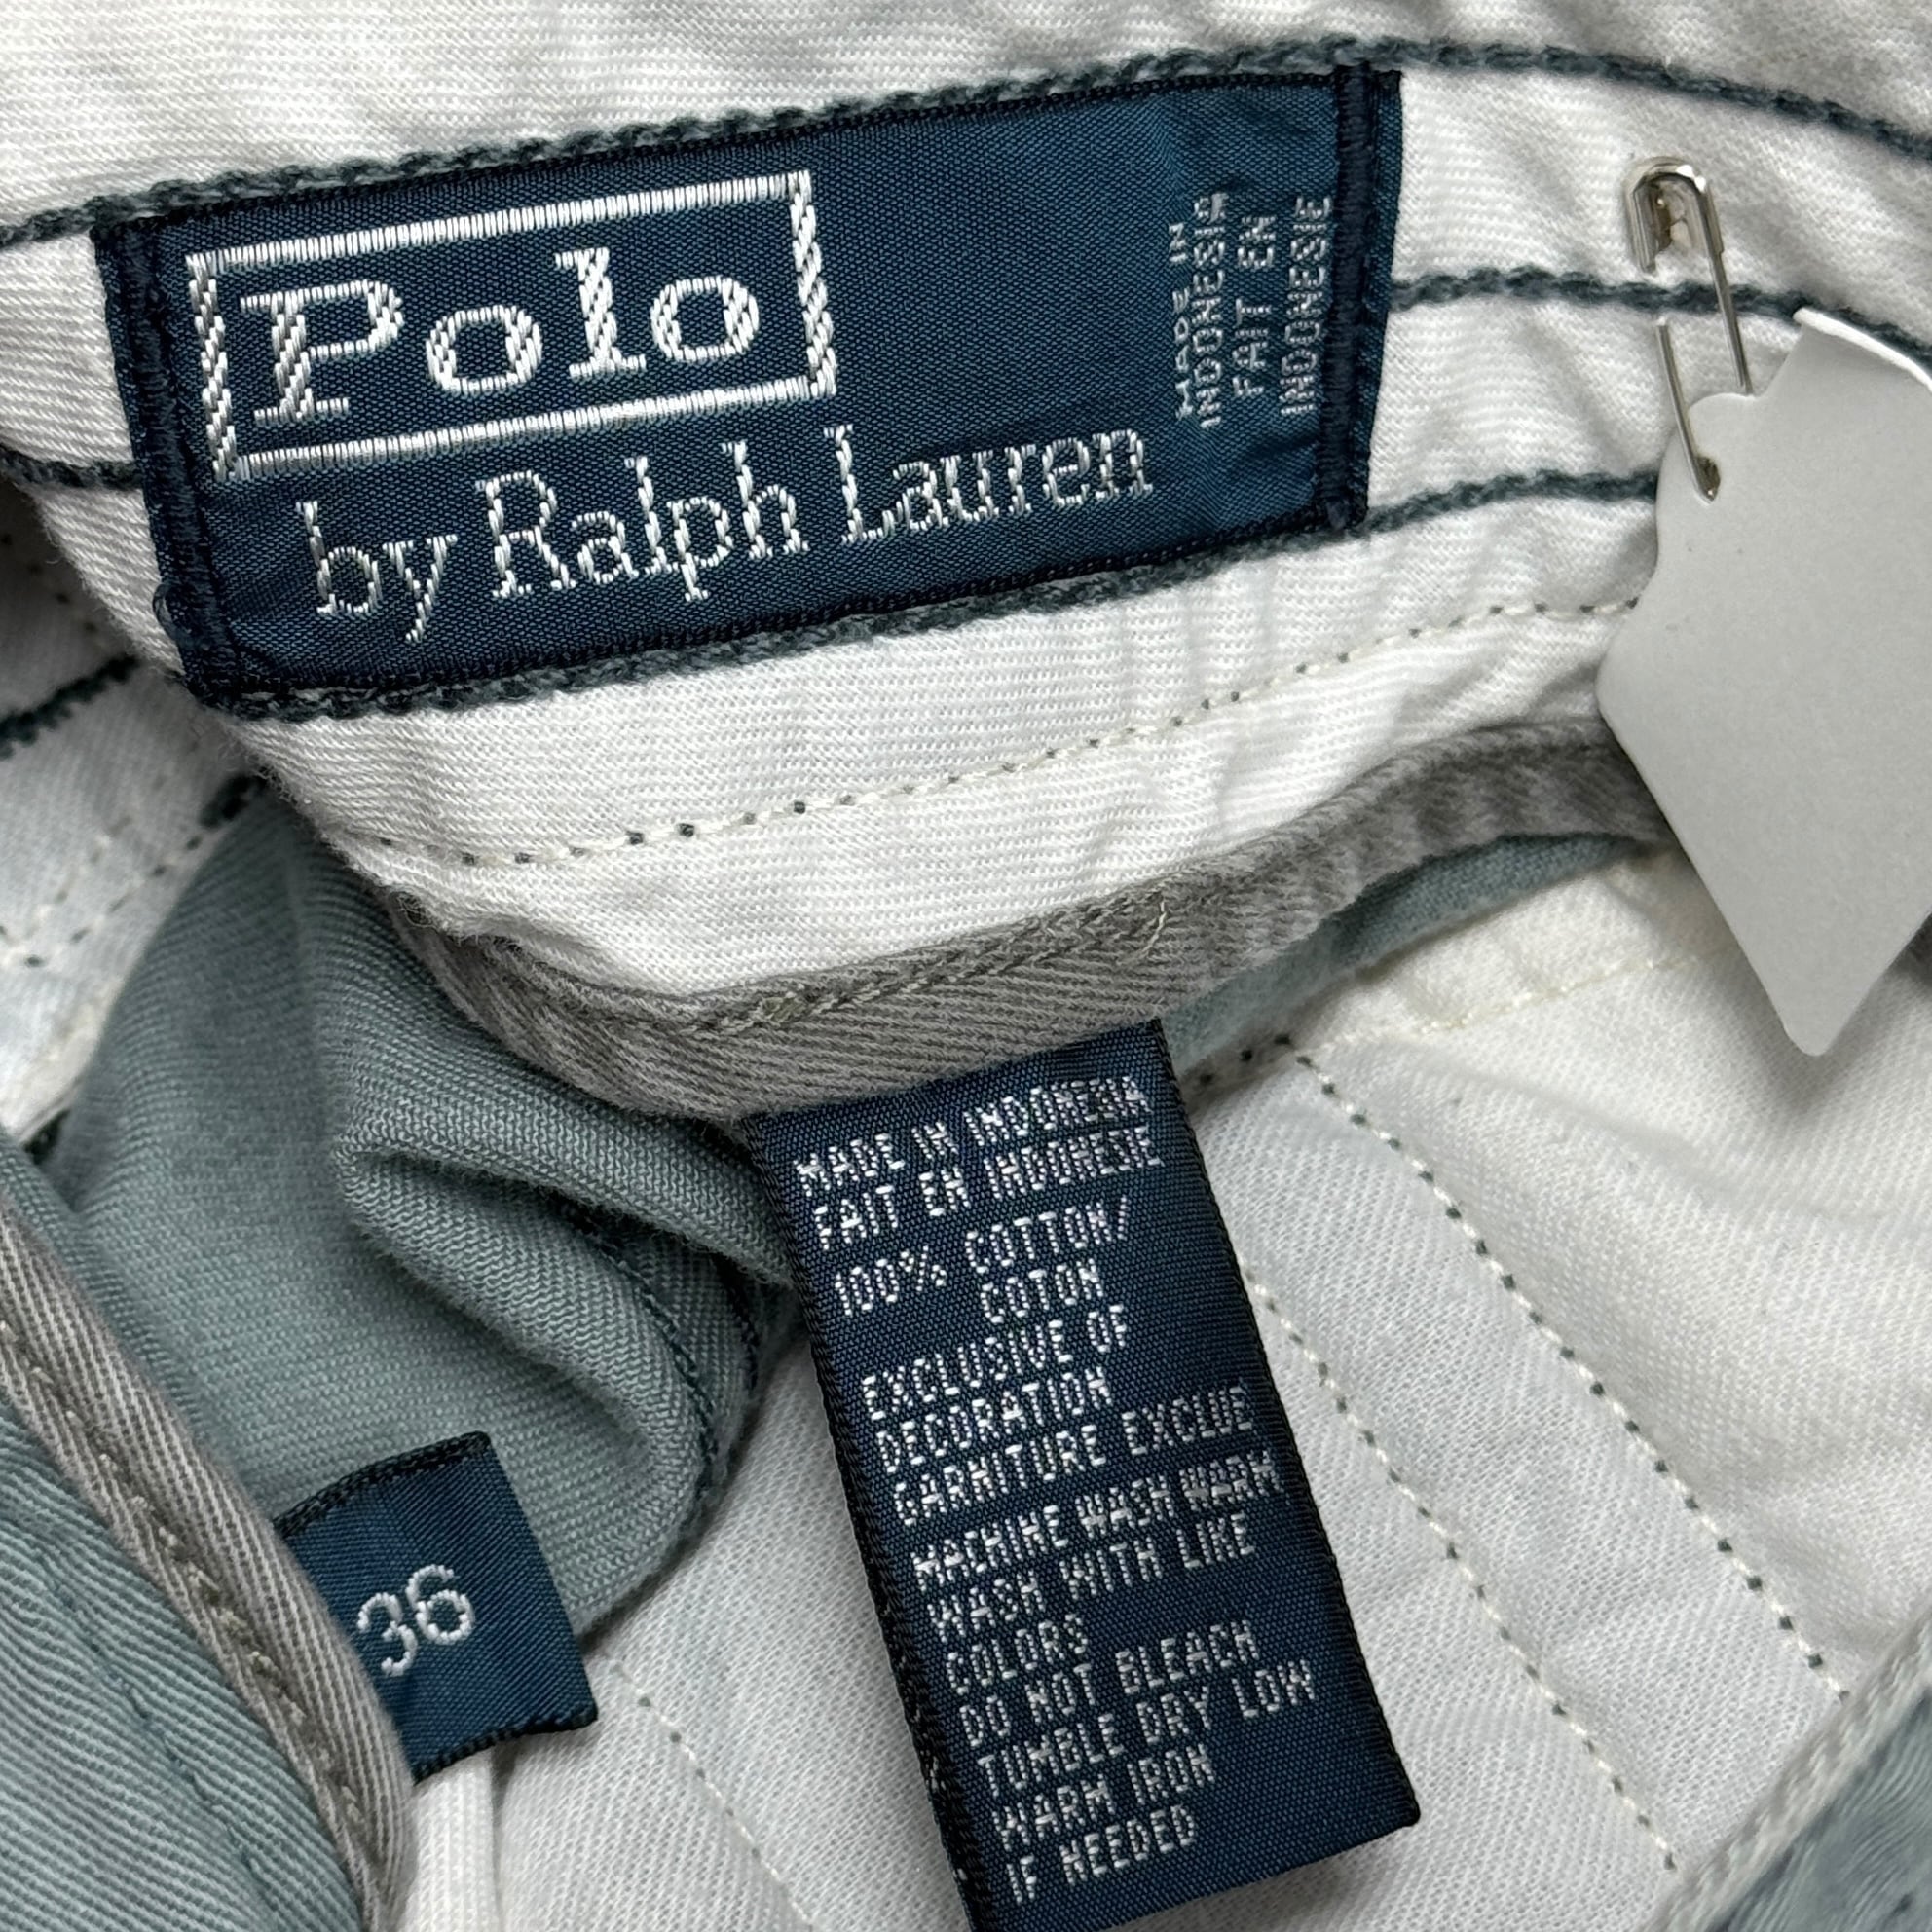 Polo
by Ralph Lauren
MADE IN
INDONESIA
FAIT EN
INDONESIE
MADE IN INDONESIA
FAIT EN INDONESIE
100% COTTON/
COTON
EXCLUSIVE OF
DECORATION
GARNITURE EXCLUE
MACHINE WASH WARM
WASH WITH LIKE
COLORS
DO NOT BLEACH
TUMBLE DRY LOW
WARM IRON
IF NEEDED
36